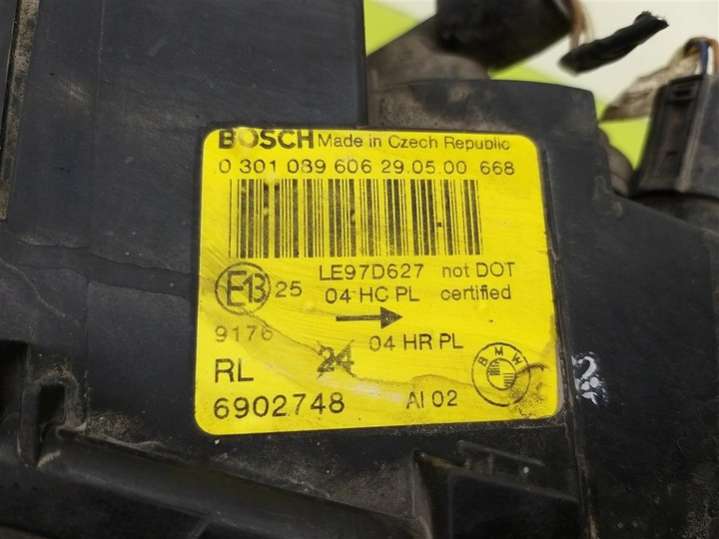 BOSCH Made in Czech Republic
0 301 089 606 29.05.00 668
LE97D627 not DOT
E13 25 04 HC PL certified
9176 24 04 HR PL
RL
BMW
6902748 AI 02